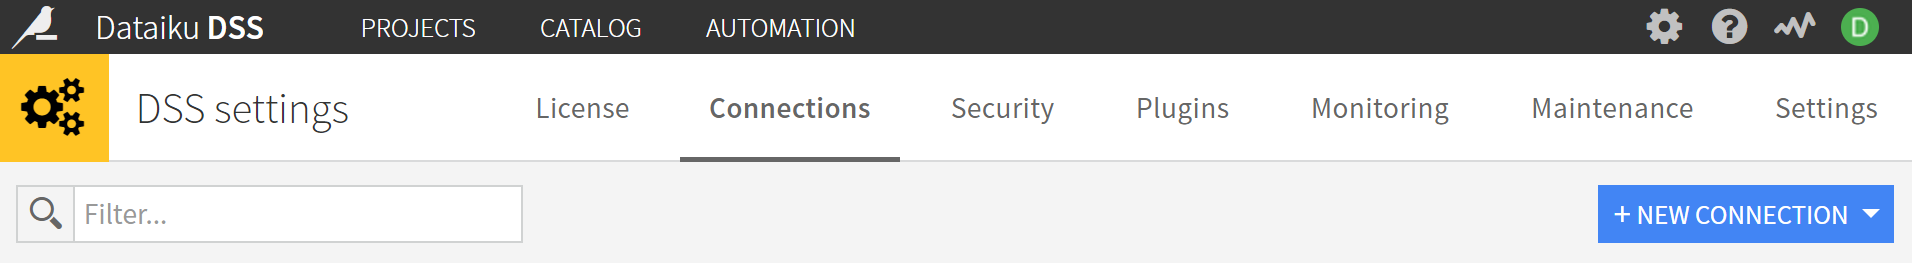 Dataiku DSS PROJECTS CATALOG AUTOMATION ? D
DSS settings License Connections Security Plugins Monitoring Maintenance Settings
Filter... + NEW CONNECTION